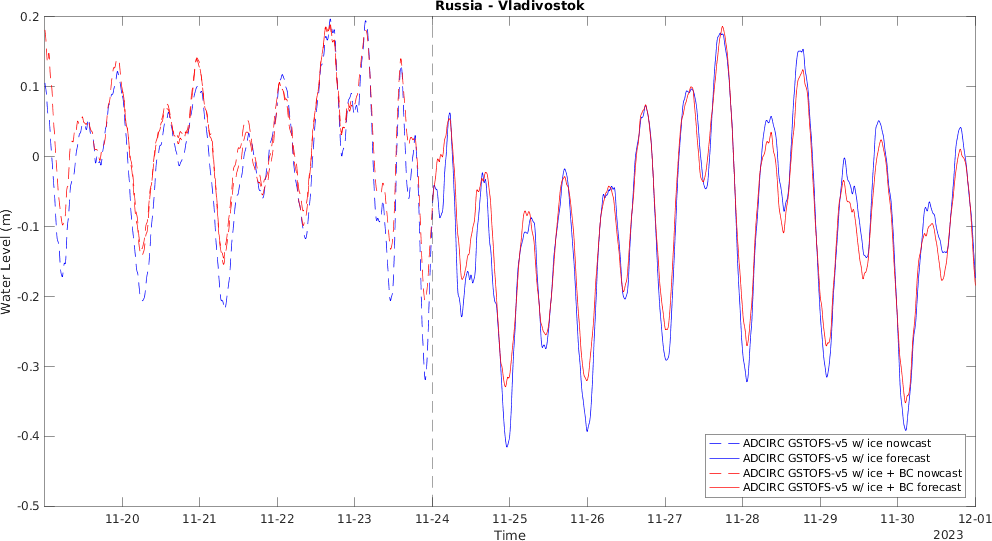 Russia - Vladivostok
Water Level (m)
0.2
0.1
0
-0.1
-0.2
-0.3
-0.4
-0.5
ADCIRC GSTOFS-v5 w/ ice nowcast
ADCIRC GSTOFS-v5 w/ ice forecast
ADCIRC GSTOFS-v5 w/ ice + BC nowcast
ADCIRC GSTOFS-v5 w/ ice + BC forecast
11-20 11-21 11-22 11-23 11-24 11-25 11-26 11-27 11-28 11-29 11-30 12-01
Time
2023